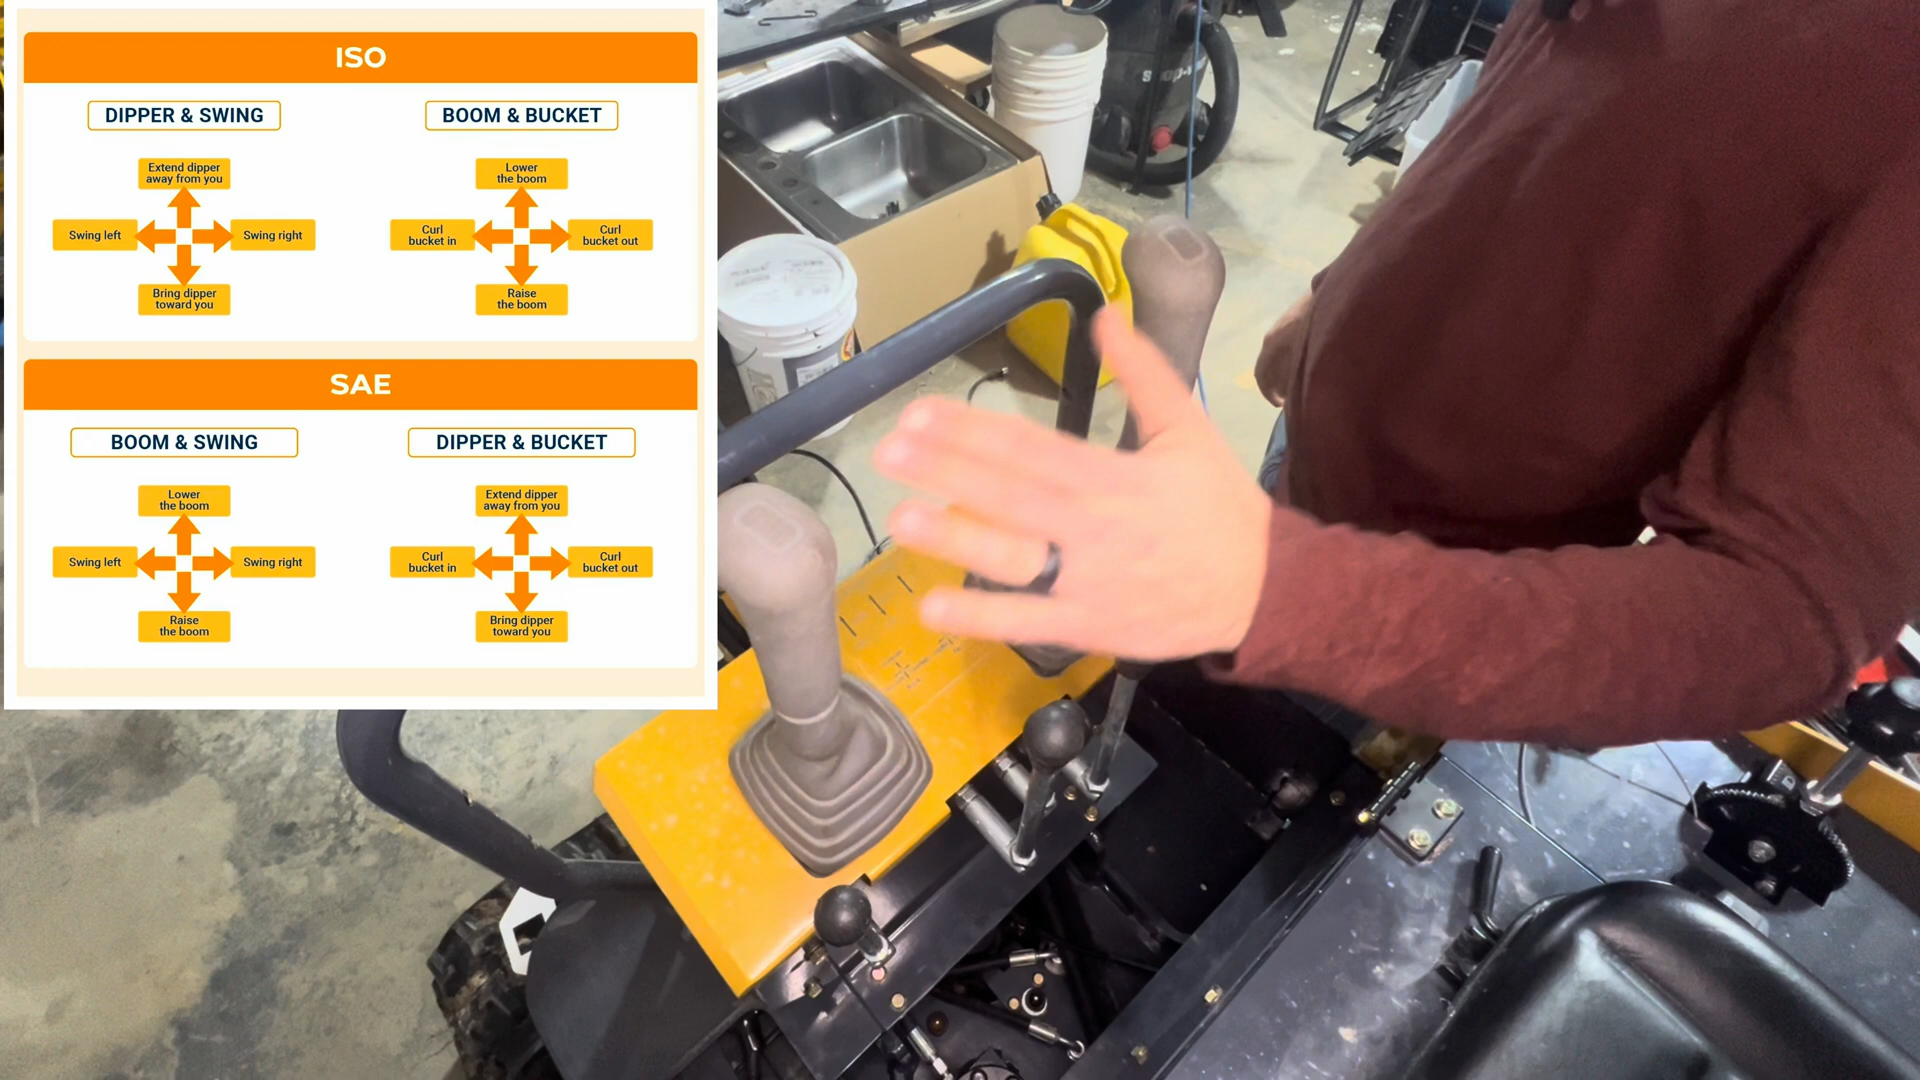 ISO
DIPPER & SWING
Extend dipper
away from you
Swing left
Swing right
Bring dipper
toward you
BOOM & BUCKET
Lower
the boom
Curl
bucket in
Curl
bucket out
Raise
the boom
SAE
BOOM & SWING
Lower
the boom
Swing left
Swing right
Raise
the boom
DIPPER & BUCKET
Extend dipper
away from you
Curl
bucket in
Curl
bucket out
Bring dipper
toward you